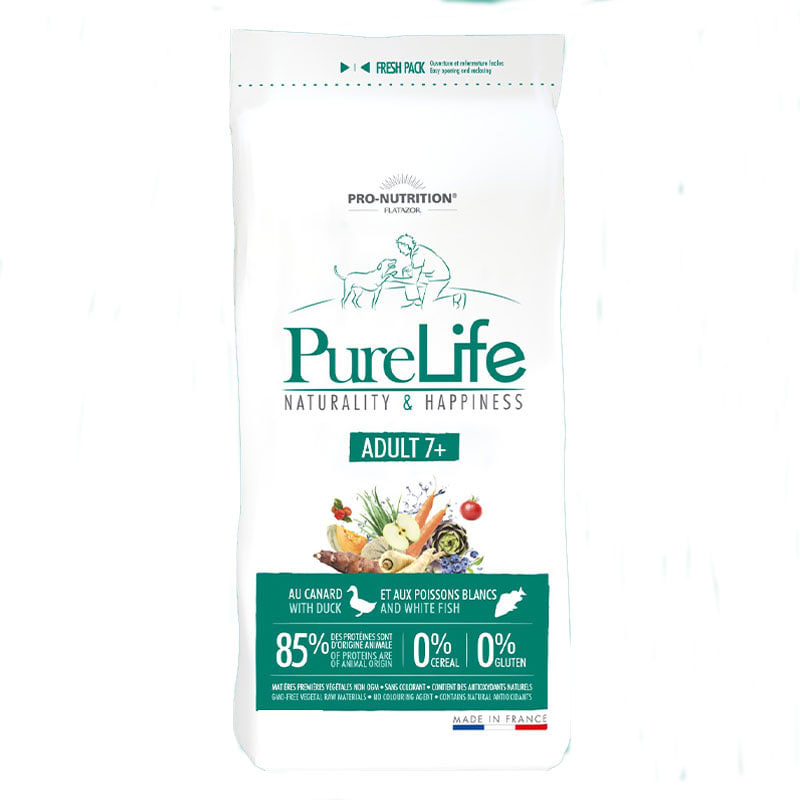 FRESH PACK
Ouverture et refermeture faciles
Easy opening and reclosing
PRO-NUTRITION®
FLATAZOR
PureLife
NATURALITY & HAPPINESS
ADULT 7+
AU CANARD
WITH DUCK
ET AUX POISSONS BLANCS
AND WHITE FISH
85%
DES PROTÉINES SONT
D'ORIGINE ANIMALE
OF PROTEINS ARE
OF ANIMAL ORIGIN
0%
CEREAL
0%
GLUTEN
MATIÈRES PREMIÈRES VÉGÉTALES NON OGM • SANS COLORANT • CONTIENT DES ANTIOXYDANTS NATURELS
GMO-FREE VEGETAL RAW MATERIALS • NO COLOURING AGENT • CONTAINS NATURAL ANTIOXIDANTS
MADE IN FRANCE